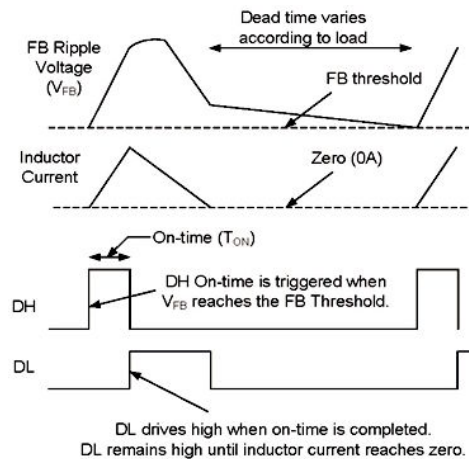 Dead time varies
according to load
FB Ripple
Voltage
(VFB)
FB threshold
Inductor
Current
Zero (0A)
On-time (TON)
DH On-time is triggered when
VFB reaches the FB Threshold.
DH
DL
DL drives high when on-time is completed.
DL remains high until inductor current reaches zero.